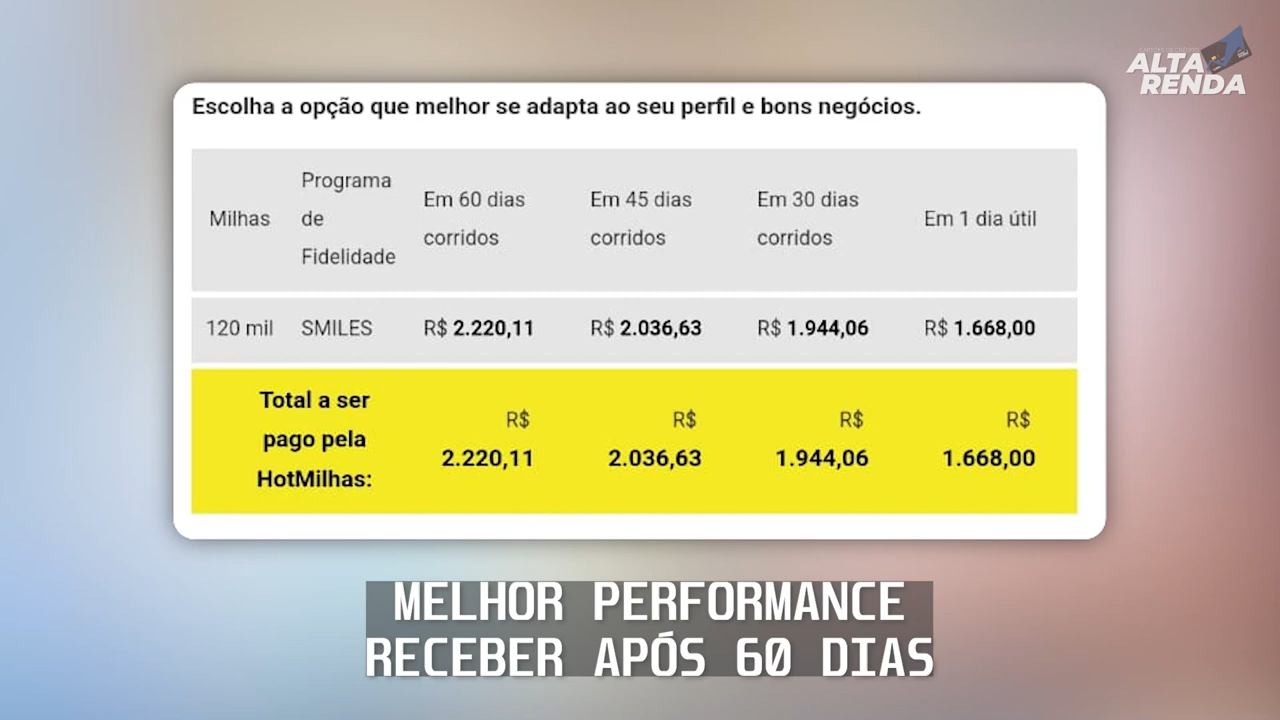 ALTA
RENDA
Escolha a opção que melhor se adapta ao seu perfil e bons negócios.
Milhas
Programa
de
Fidelidade
Em 60 dias
corridos
Em 45 dias
corridos
Em 30 dias
corridos
Em 1 dia útil
120 mil SMILES R$ 2.220,11 R$ 2.036,63 R$ 1.944,06 R$ 1.668,00
Total a ser
pago pela
HotMilhas:
R$
2.220,11
R$
2.036,63
R$
1.944,06
R$
1.668,00
MELHOR PERFORMANCE
RECEBER APÓS 60 DIAS